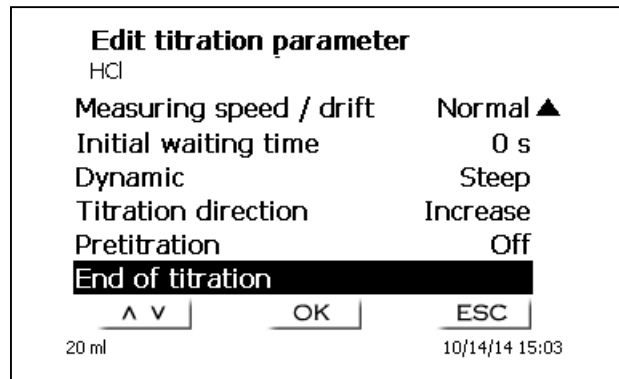 Edit titration parameter
HCl
Measuring speed / drift Normal ▲
Initial waiting time 0 s
Dynamic Steep
Titration direction Increase
Pretitration Off
End of titration
∧ ∨ OK ESC
20 ml 10/14/14 15:03